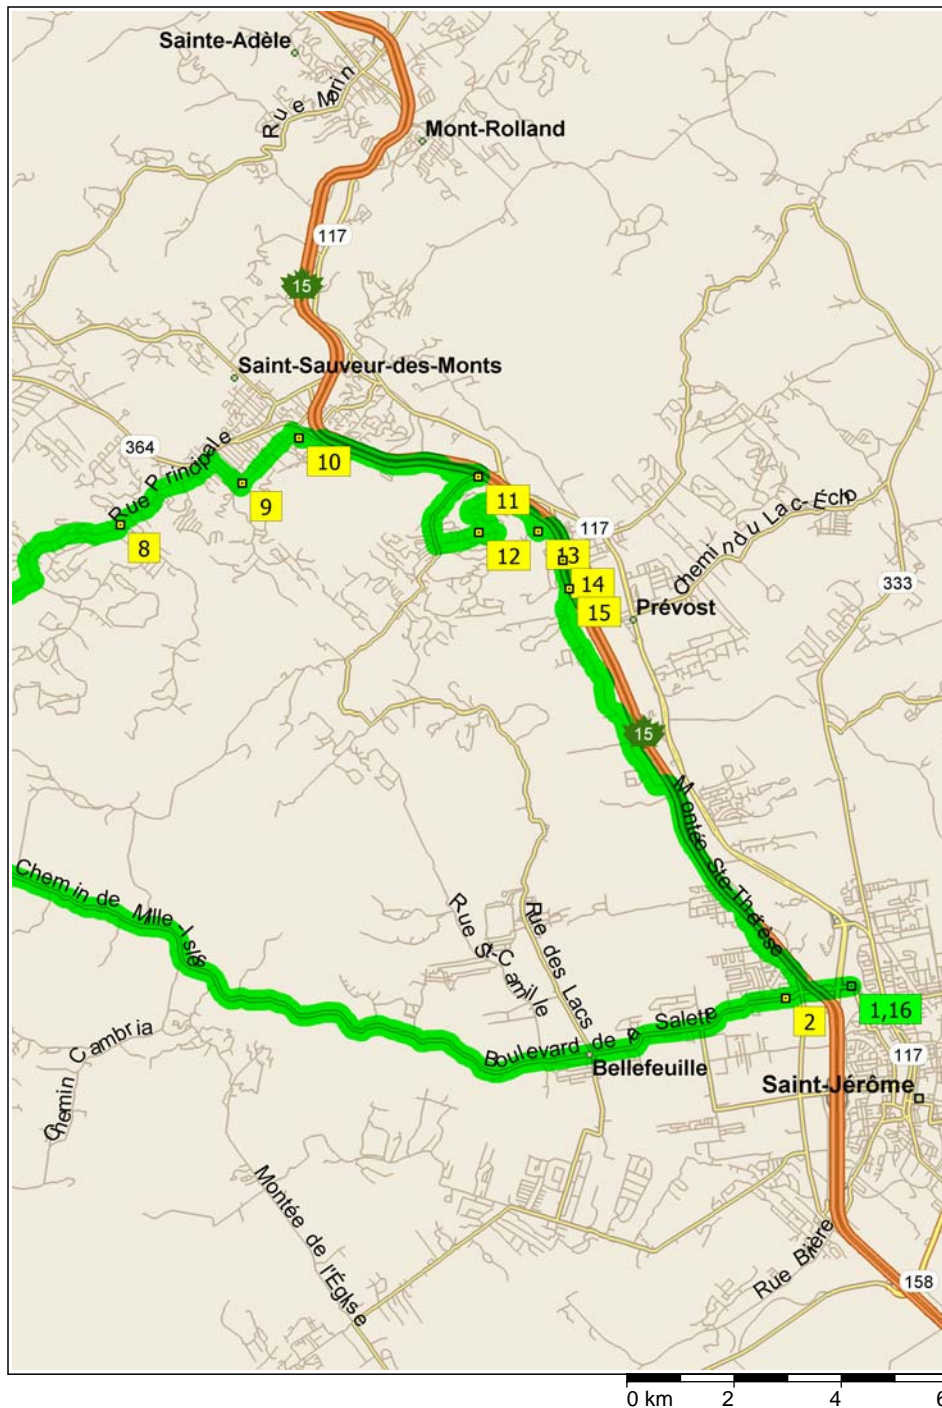 Sainte-Adèle
Rue Morin
Mont-Rolland
117
15
Saint-Sauveur-des-Monts
364
Rue Principale
10
9
8
11
12
117
13
14
15
Prévost
Chemin du Lac-Écho
333
15
Montée Ste-Thérèse
Chemin de Mille-Isles
Rue St-Camille
Rue des Lacs
Boulevard de la Salette
Bellefeuille
2
1,16
117
Saint-Jérôme
Chemin Cambria
Montée de l'Église
Rue Bière
158
0 km 2 4 6